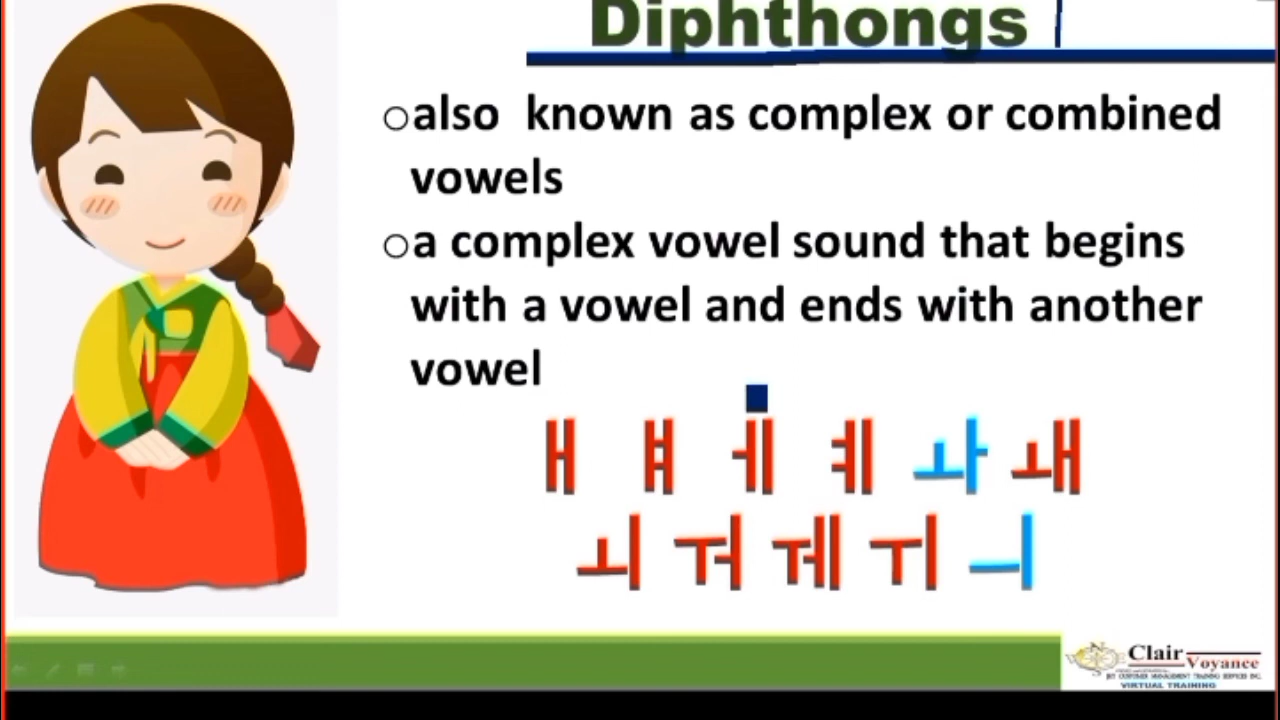 Diphthongs
○also known as complex or combined
vowels
○a complex vowel sound that begins
with a vowel and ends with another
vowel
ㅐ ㅒ ㅔ ㅖ ㅘ ㅙ
ㅚ ㅝ ㅞ ㅟ ㅢ
Clair
Voyance
VIRTUAL TRAINING